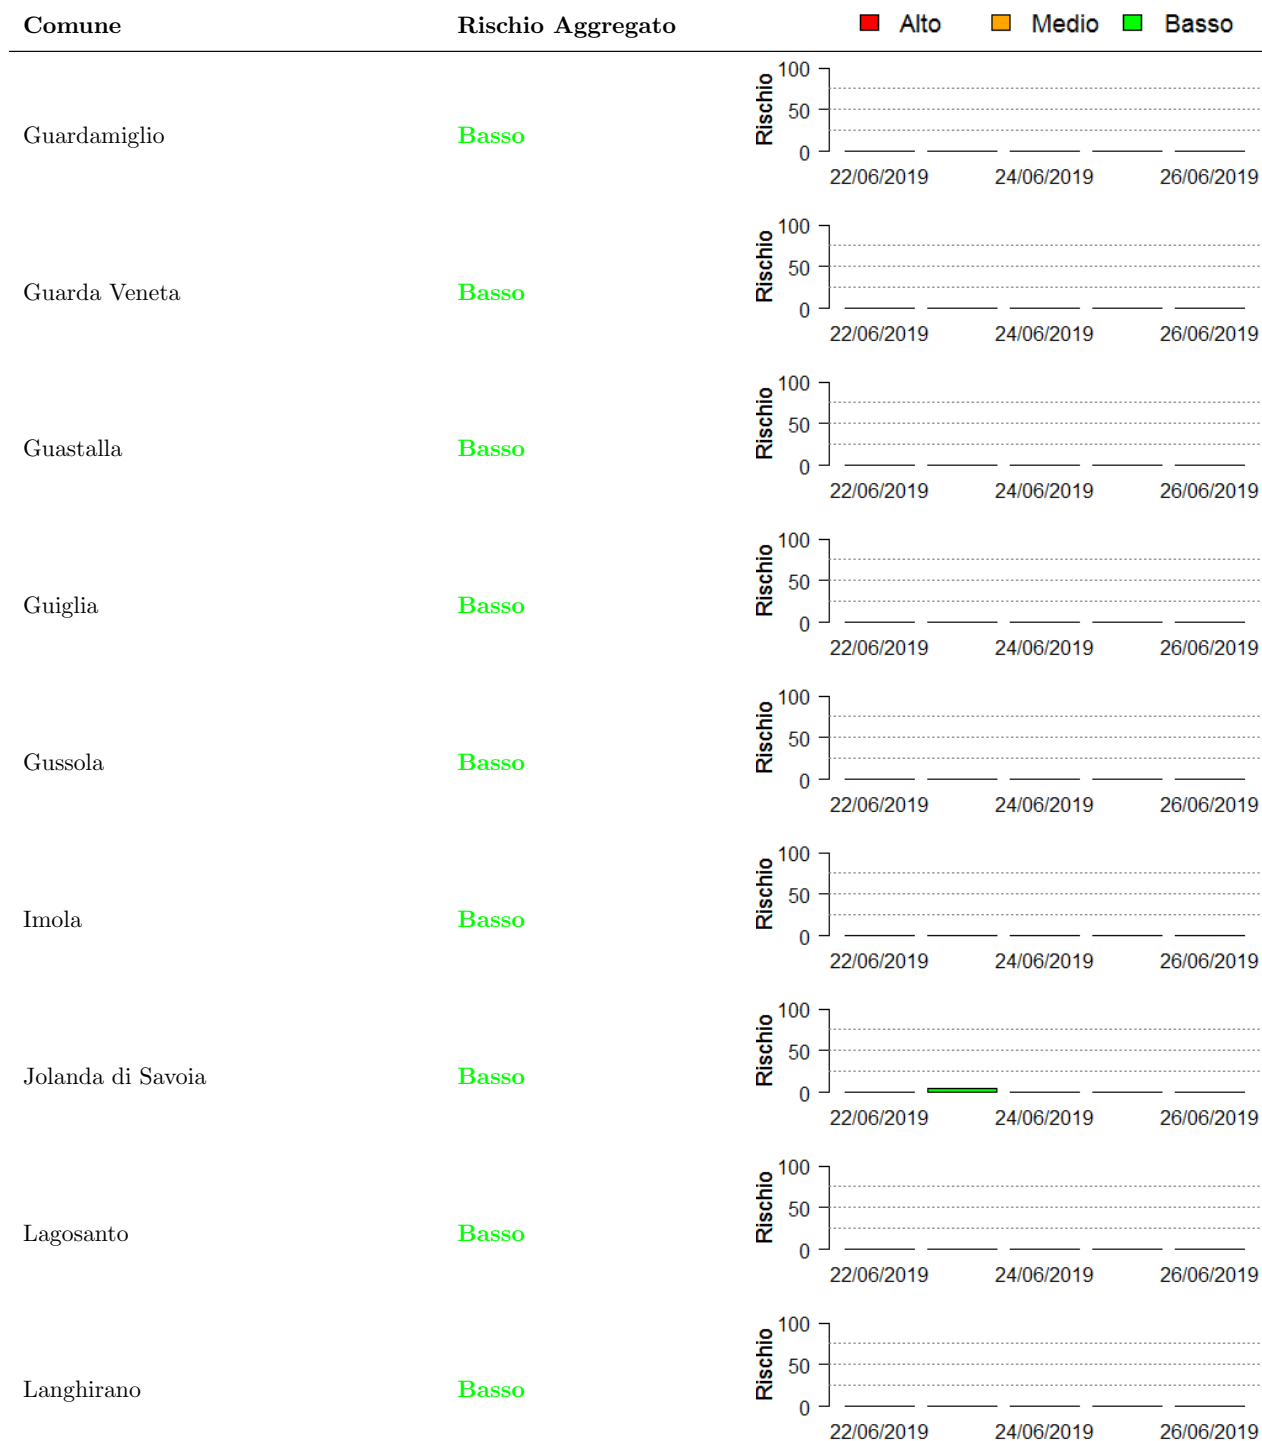 Comune Rischio Aggregato Alto Medio Basso
Guardamiglio Basso
Rischio
100
50
0
22/06/2019 24/06/2019 26/06/2019
Guarda Veneta Basso
Rischio
100
50
0
22/06/2019 24/06/2019 26/06/2019
Guastalla Basso
Rischio
100
50
0
22/06/2019 24/06/2019 26/06/2019
Guiglia Basso
Rischio
100
50
0
22/06/2019 24/06/2019 26/06/2019
Gussola Basso
Rischio
100
50
0
22/06/2019 24/06/2019 26/06/2019
Imola Basso
Rischio
100
50
0
22/06/2019 24/06/2019 26/06/2019
Jolanda di Savoia Basso
Rischio
100
50
0
22/06/2019 24/06/2019 26/06/2019
Lagosanto Basso
Rischio
100
50
0
22/06/2019 24/06/2019 26/06/2019
Langhirano Basso
Rischio
100
50
0
22/06/2019 24/06/2019 26/06/2019